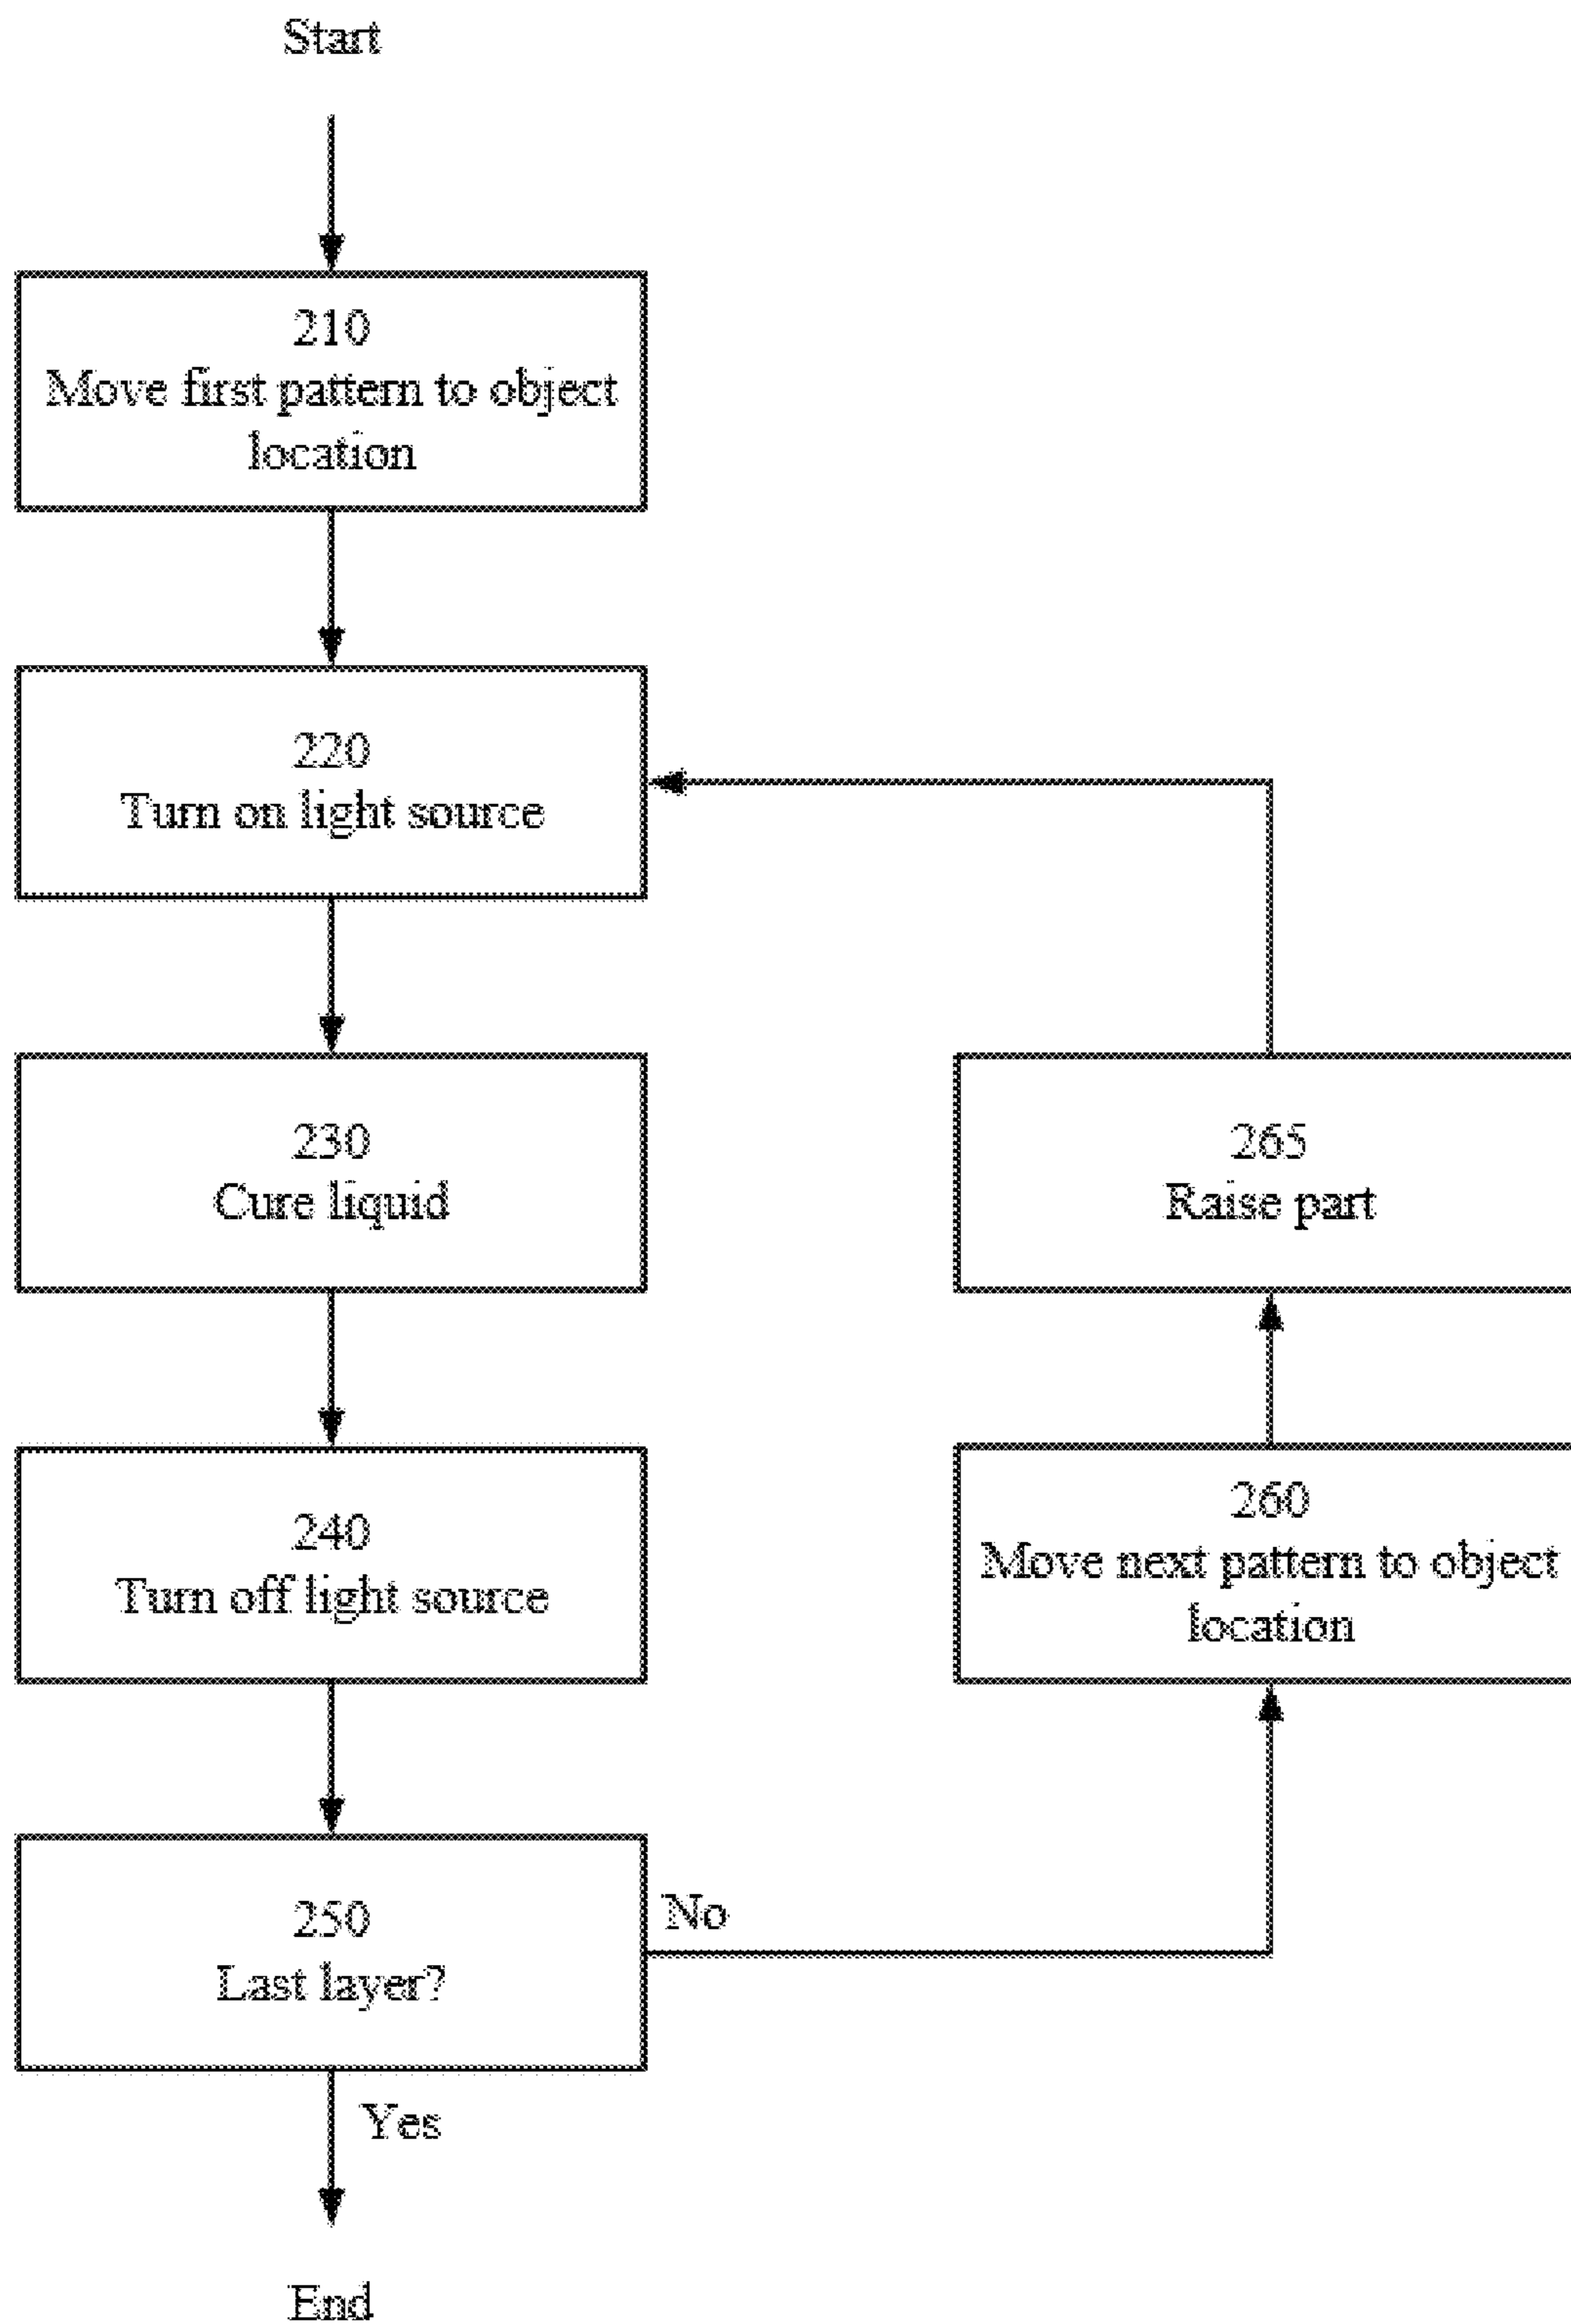 Start
210
Move first pattern to object
location
220
Turn on light source
230
Cure liquid
240
Turn off light source
250
Last layer?
No
Yes
End
265
Raise part
260
Move next pattern to object
location